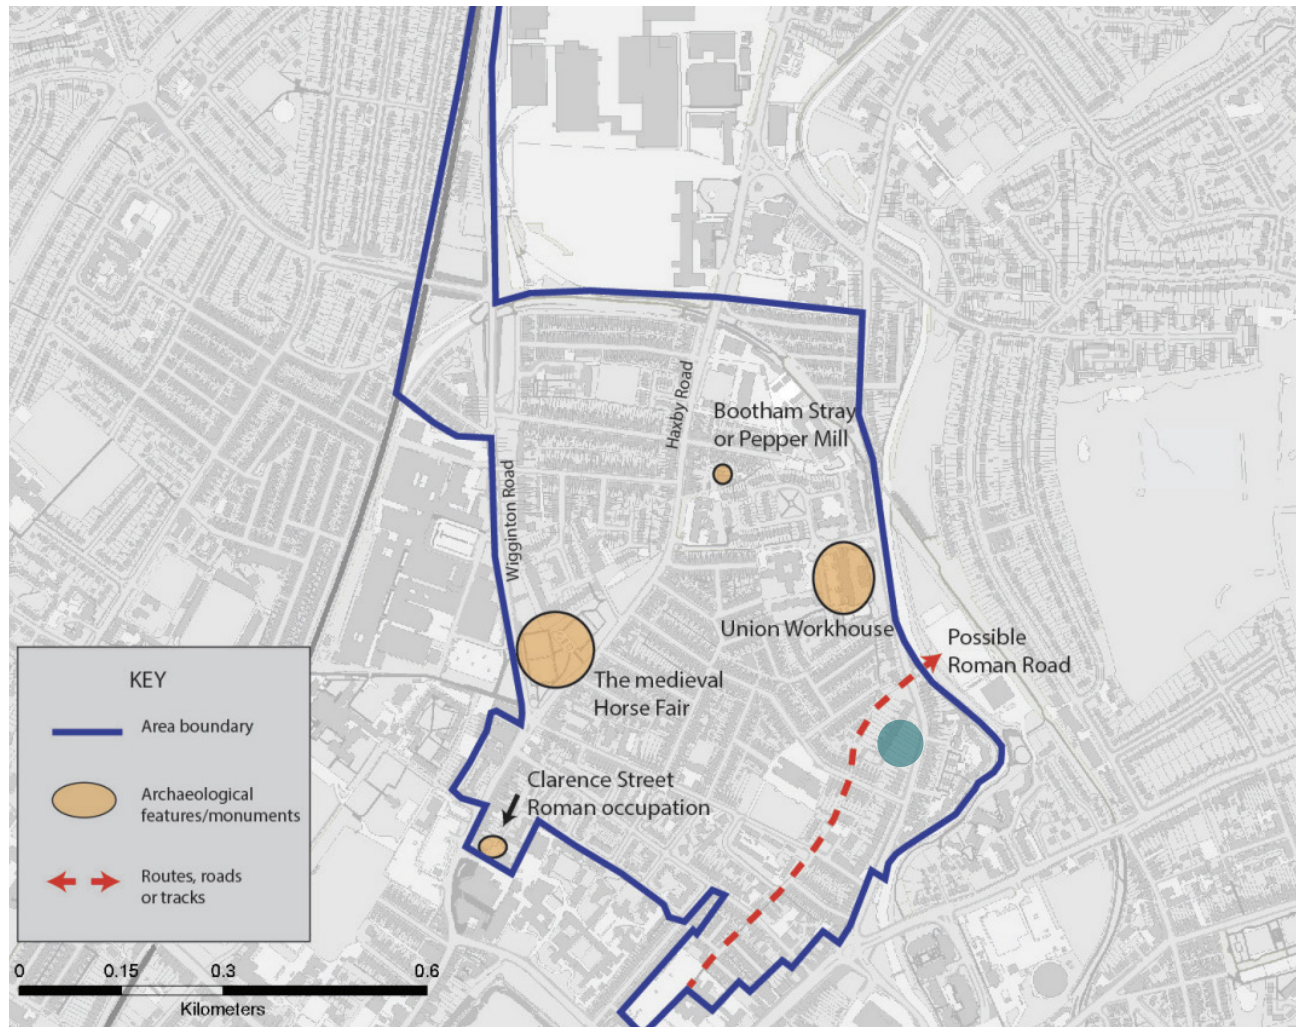 Haxby Road
Bootham Stray
or Pepper Mill
Wigginton Road
Union Workhouse
Possible
Roman Road
The medieval
Horse Fair
Clarence Street
Roman occupation
KEY
Area boundary
Archaeological
features/monuments
Routes, roads
or tracks
0 0.15 0.3 0.6
Kilometers